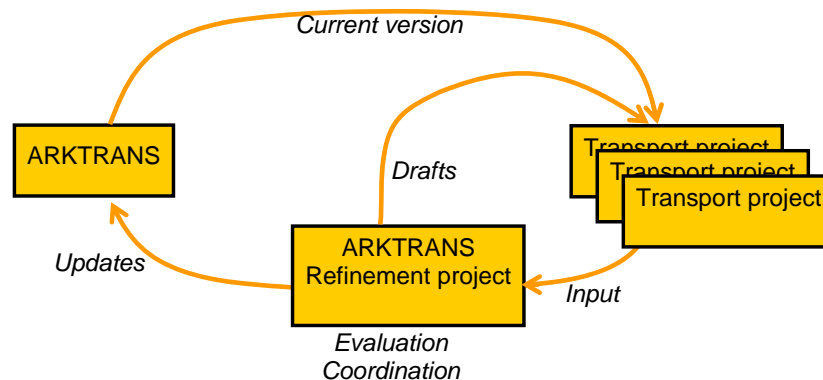 Current version
ARKTRANS
Transport project
Transport project
Transport project
Drafts
ARKTRANS
Refinement project
Updates
Input
Evaluation
Coordination